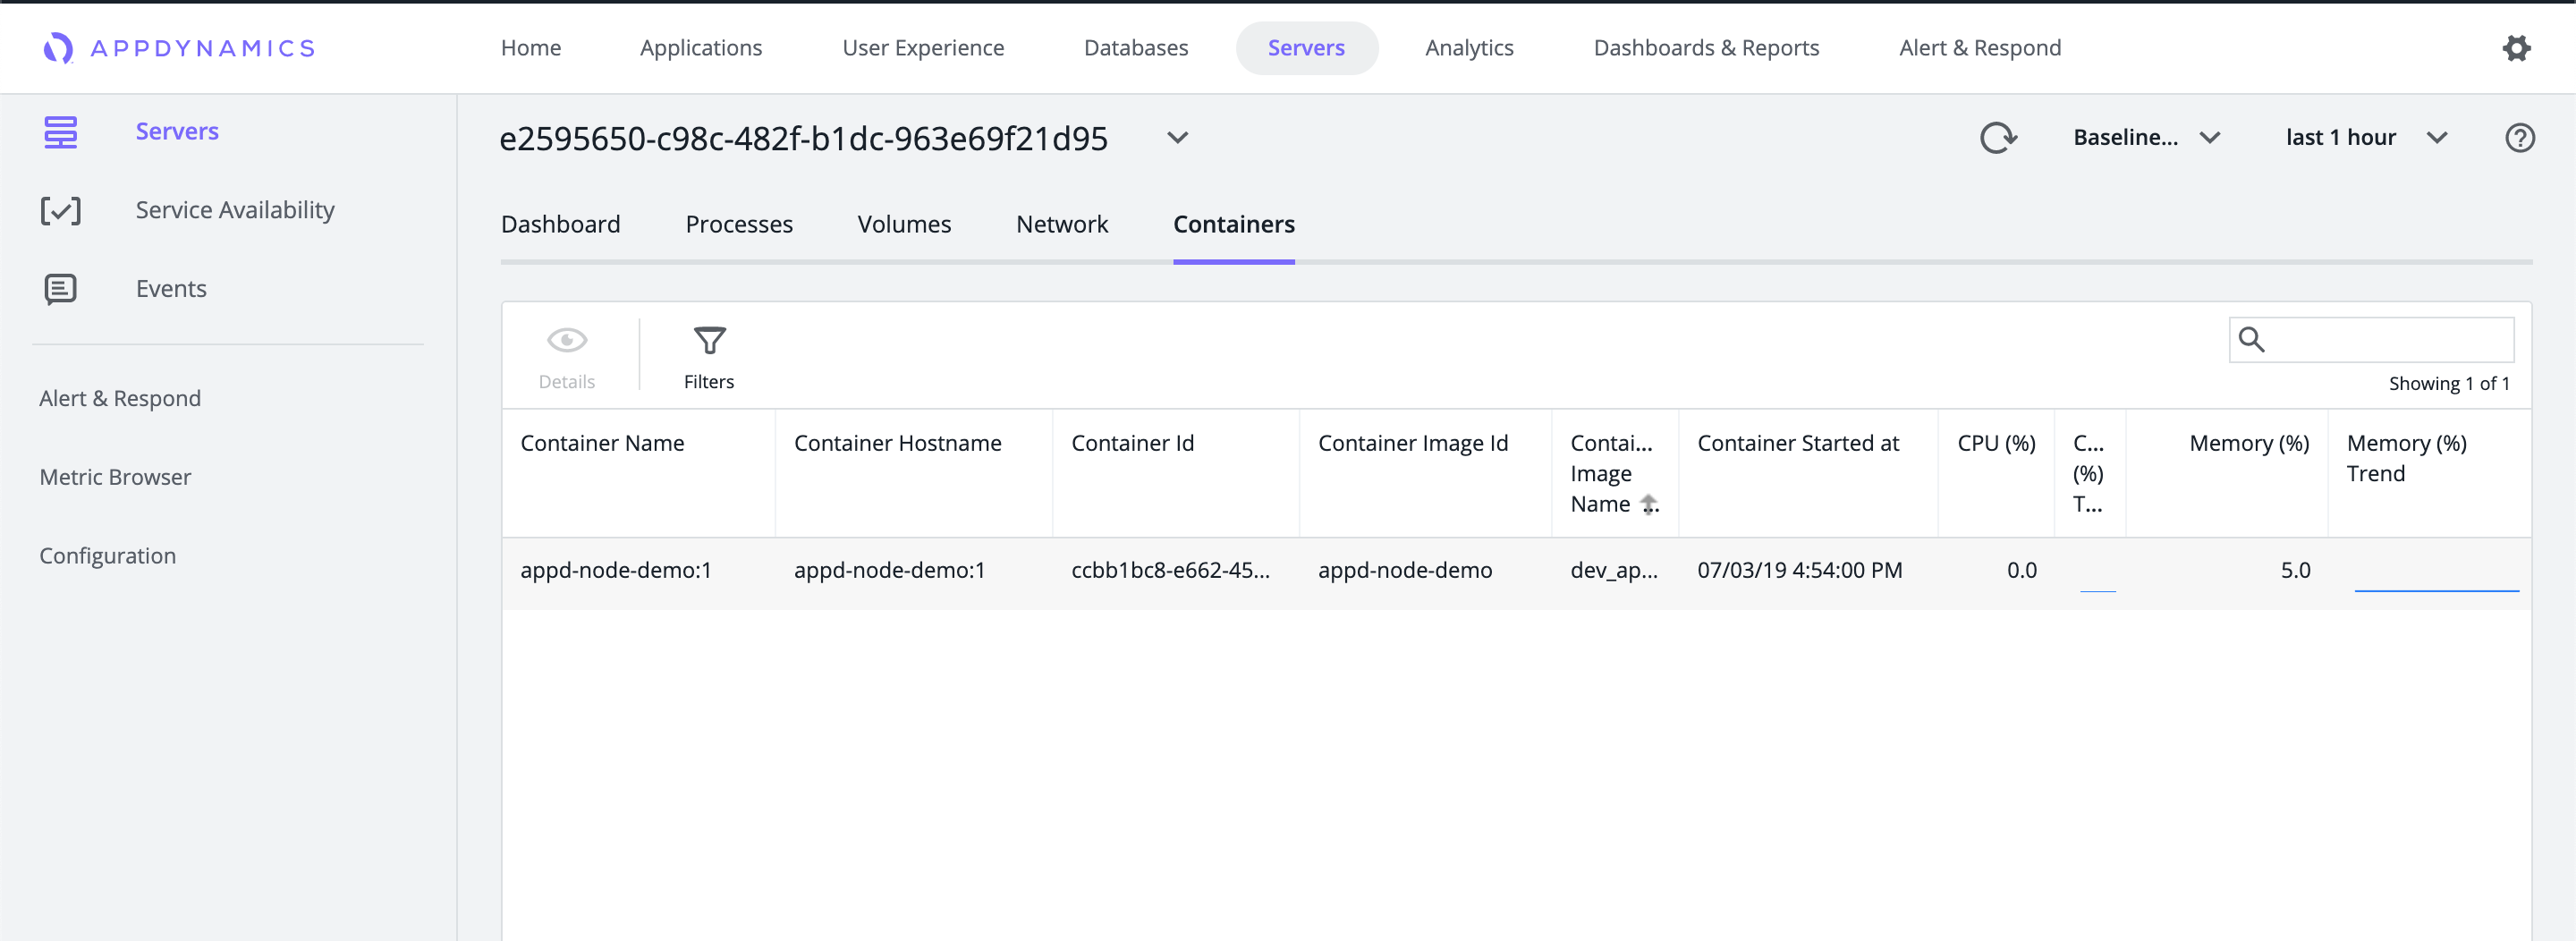 APPDYNAMICS
Home Applications User Experience Databases Servers Analytics Dashboards & Reports Alert & Respond
Servers
Service Availability
Events
Alert & Respond
Metric Browser
Configuration
e2595650-c98c-482f-b1dc-963e69f21d95
Baseline... last 1 hour
Dashboard Processes Volumes Network Containers
Details Filters
Showing 1 of 1
Container Name Container Hostname Container Id Container Image Id Contai... Container Started at CPU (%) C... Memory (%) Memory (%)
Image (%) Trend
Name ... T...
appd-node-demo:1 appd-node-demo:1 ccbb1bc8-e662-45... appd-node-demo dev_ap... 07/03/19 4:54:00 PM 0.0 5.0